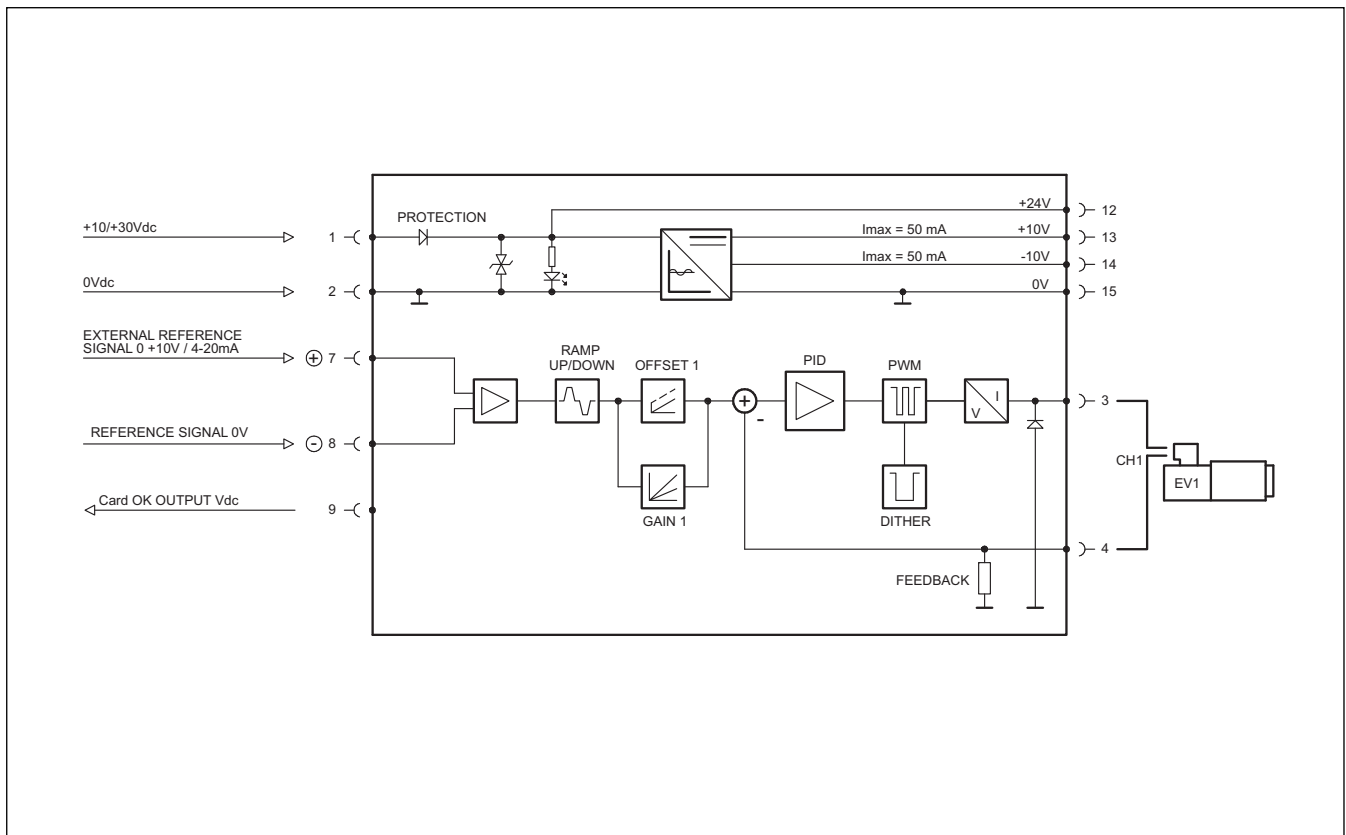 PROTECTION
+10/+30Vdc
1
0Vdc
2
+24V
12
Imax = 50 mA
+10V
13
Imax = 50 mA
-10V
14
0V
15
EXTERNAL REFERENCE
SIGNAL 0 +10V / 4-20mA
+ 7
REFERENCE SIGNAL 0V
- 8
Card OK OUTPUT Vdc
9
RAMP
UP/DOWN
OFFSET 1
GAIN 1
+
-
PID
PWM
DITHER
I
V
FEEDBACK
3
4
CH1
EV1